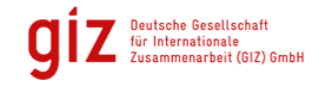 giz
Deutsche Gesellschaft
für Internationale
Zusammenarbeit (GIZ) GmbH